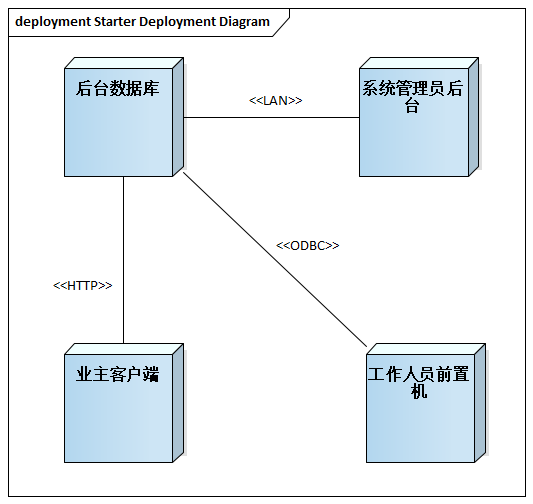 deployment Starter Deployment Diagram
后台数据库
<<LAN>>
系统管理员后
台
<<ODBC>>
<<HTTP>>
业主客户端
工作人员前置
机